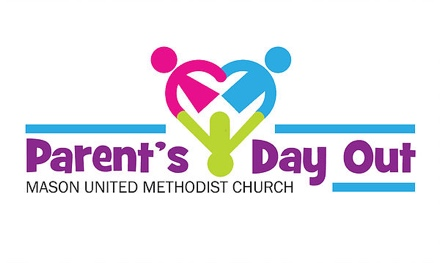 Parent's Day Out
MASON UNITED METHODIST CHURCH